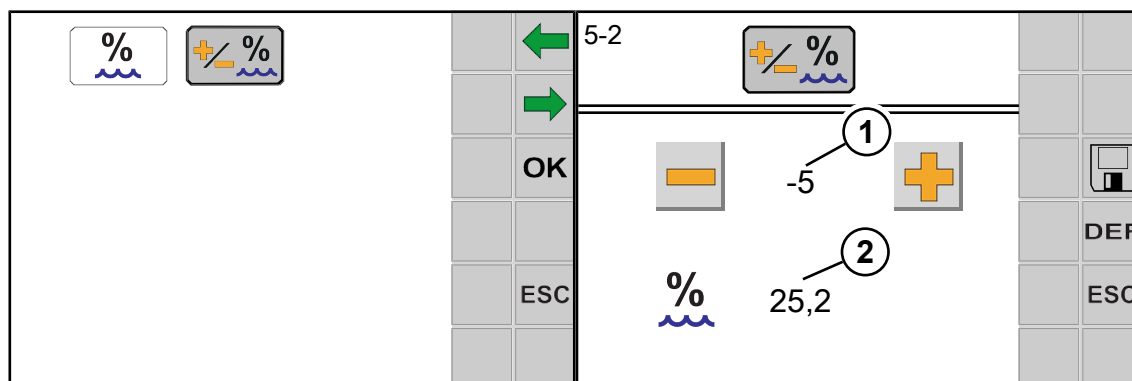 % +/- %
OK
ESC
5-2
+/- %
1
-5
2
% 25,2
DEF
ESC